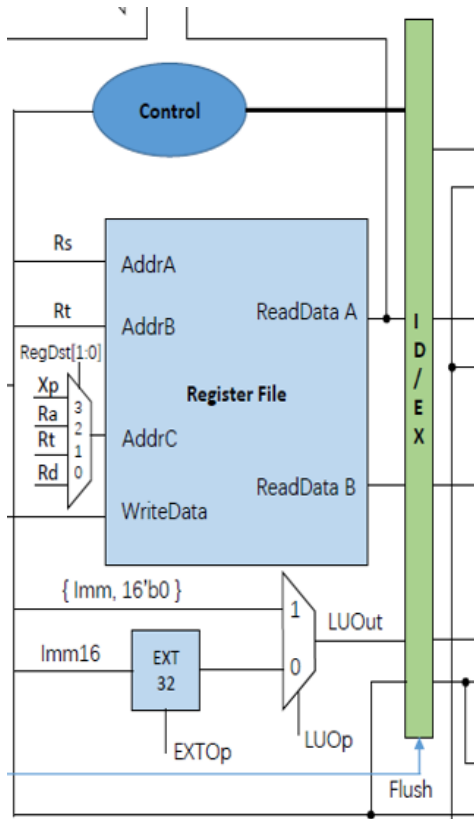 Control
Rs
AddrA
Rt
AddrB
ReadData A
RegDst[1:0]
Register File
Xp
3
Ra
2
Rt
1
Rd
0
AddrC
ReadData B
WriteData
I
D
/
E
X
{ Imm, 16'b0 }
1
LUOut
Imm16
EXT
32
0
EXTOp
LUOp
Flush